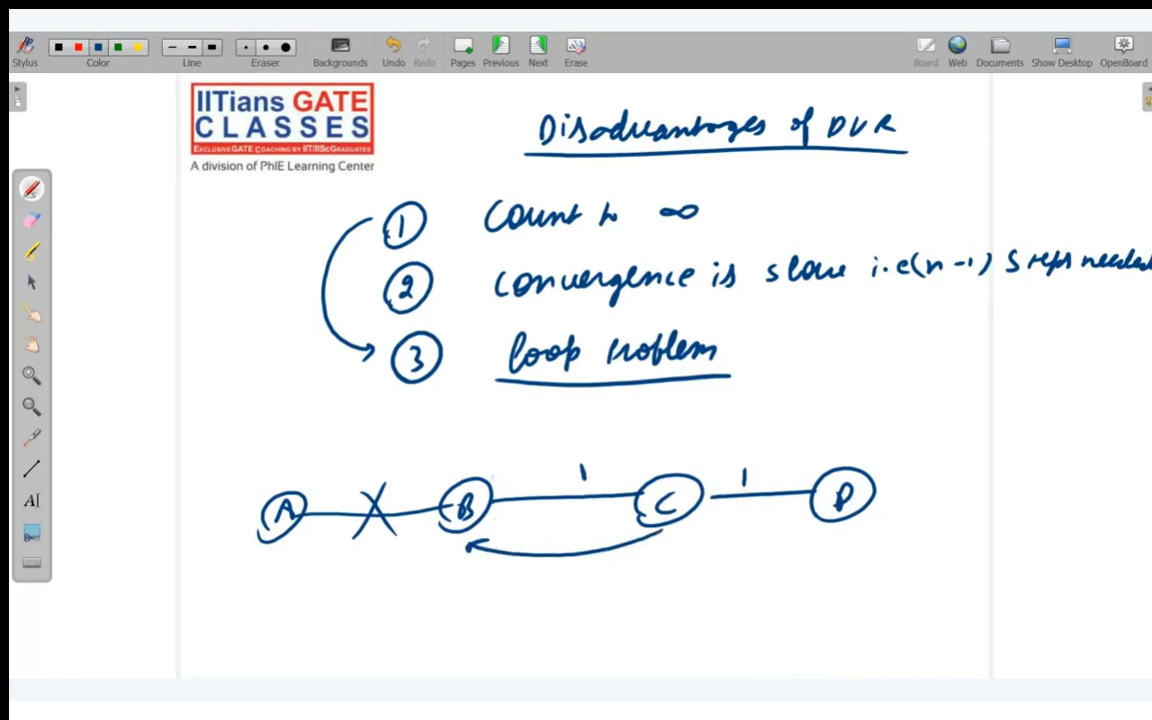 Stylus
Color
Line
Eraser
Backgrounds
Undo
Redo
Pages
Previous
Next
Erase
Board
Web
Documents
Show Desktop
OpenBoard
IITians GATE
CLASSES
EXCLUSIVE GATE COACHING BY IIT/IISc GRADUATES
A division of PhIE Learning Center
Disadvantages of DVR
1 Count to ∞
2 convergence is slow i.e (n-1) Steps needed
3 loop problem
A X B 1 C 1 D
AI